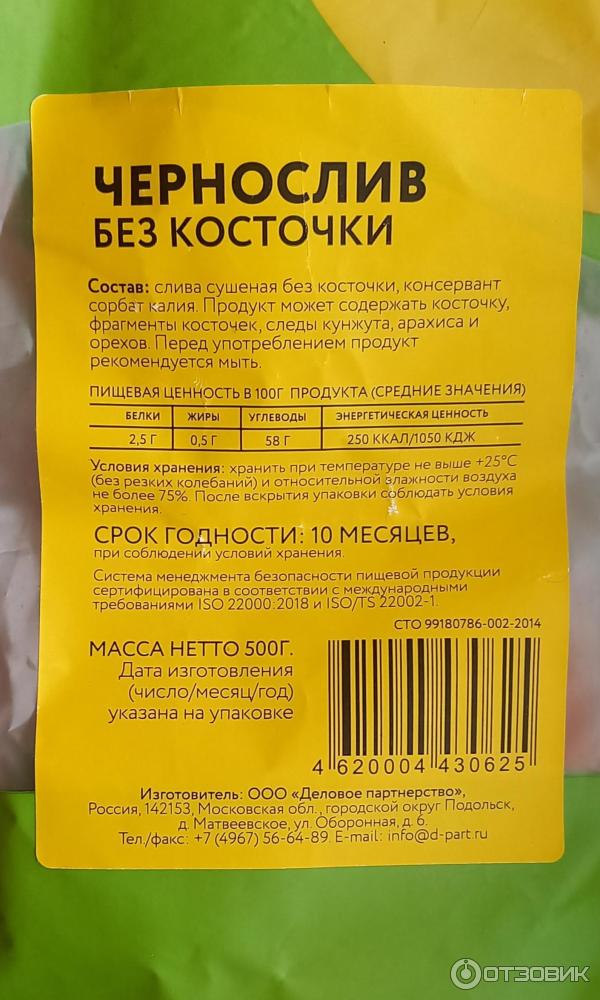 ЧЕРНОСЛИВ
БЕЗ КОСТОЧКИ
Состав: слива сушеная без косточки, консервант
сорбат калия. Продукт может содержать косточку,
фрагменты косточек, следы кунжута, арахиса и
орехов. Перед употреблением продукт
рекомендуется мыть.
ПИЩЕВАЯ ЦЕННОСТЬ В 100Г ПРОДУКТА (СРЕДНИЕ ЗНАЧЕНИЯ)
БЕЛКИ ЖИРЫ УГЛЕВОДЫ ЭНЕРГЕТИЧЕСКАЯ ЦЕННОСТЬ
2,5 Г 0,5 Г 58 Г 250 ККАЛ/1050 КДЖ
Условия хранения: хранить при температуре не выше +25°С
(без резких колебаний) и относительной влажности воздуха
не более 75%. После вскрытия упаковки соблюдать условия
хранения.
СРОК ГОДНОСТИ: 10 МЕСЯЦЕВ,
при соблюдении условий хранения.
Система менеджмента безопасности пищевой продукции
сертифицирована в соответствии с международными
требованиями ISO 22000:2018 и ISO/TS 22002-1.
СТО 99180786-002-2014
МАССА НЕТТО 500Г.
Дата изготовления
(число/месяц/год)
указана на упаковке
4 620004 430625
Изготовитель: ООО «Деловое партнерство»,
Россия, 142153, Московская обл., городской округ Подольск,
д. Матвеевское, ул. Оборонная, д. 6.
Тел./факс: +7 (4967) 56-64-89. E-mail: info@d-part.ru
ОТЗОВИК